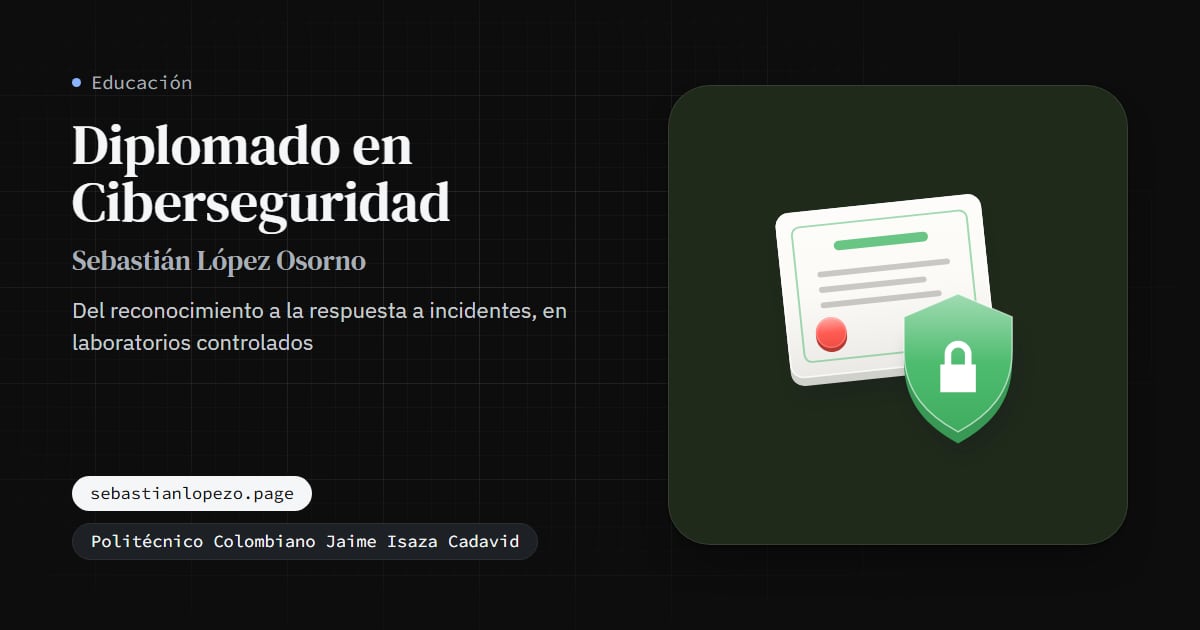 Educación
Diplomado en
Ciberseguridad
Sebastián López Osorno
Del reconocimiento a la respuesta a incidentes, en
laboratorios controlados
sebastianlopezo.page
Politécnico Colombiano Jaime Isaza Cadavid